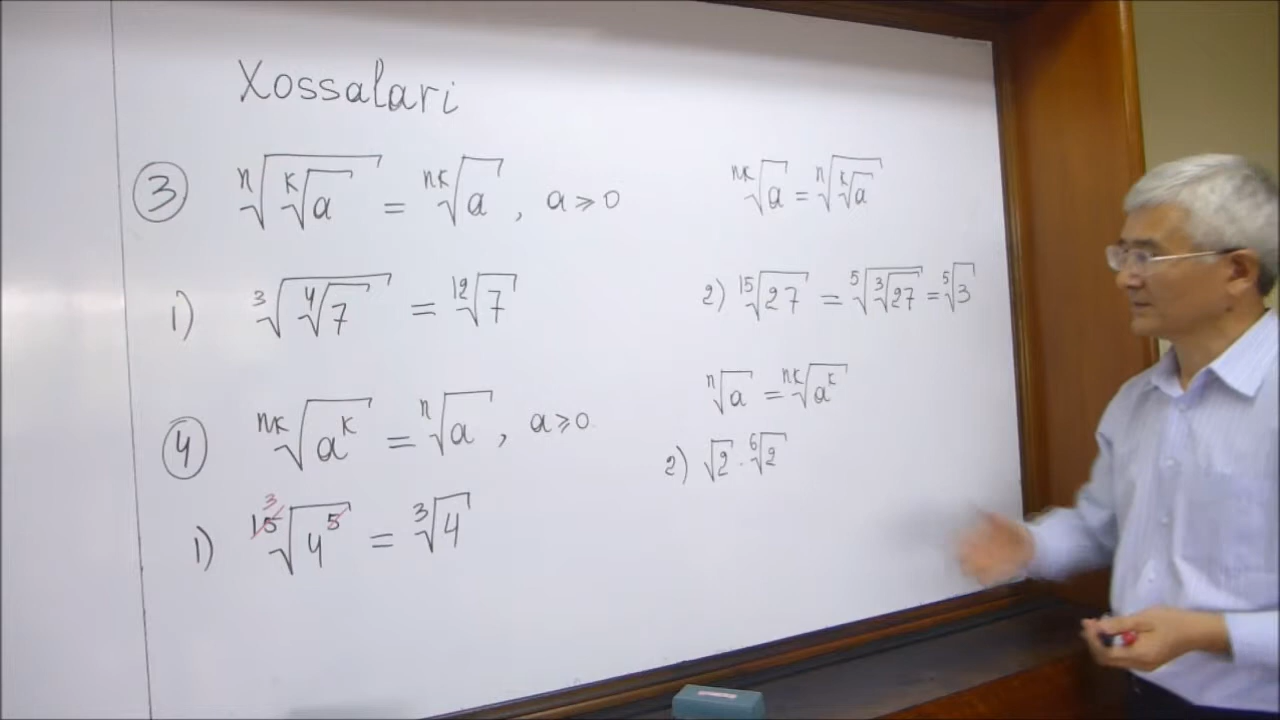 Xossalari
③ ⁿ√(ᵏ√a) = ⁿᵏ√a , a ⩾ 0
1) ³√(⁴√7) = ¹²√7
④ ⁿᵏ√(aᵏ) = ⁿ√a , a ⩾ 0
1) ¹⁵√(4⁵) = ³√4
3
ⁿᵏ√a = ⁿ√(ᵏ√a)
2) ¹⁵√27 = ⁵√(³√27) = ⁵√3
ⁿ√a = ⁿᵏ√(aᵏ)
2) √2 · ⁶√2